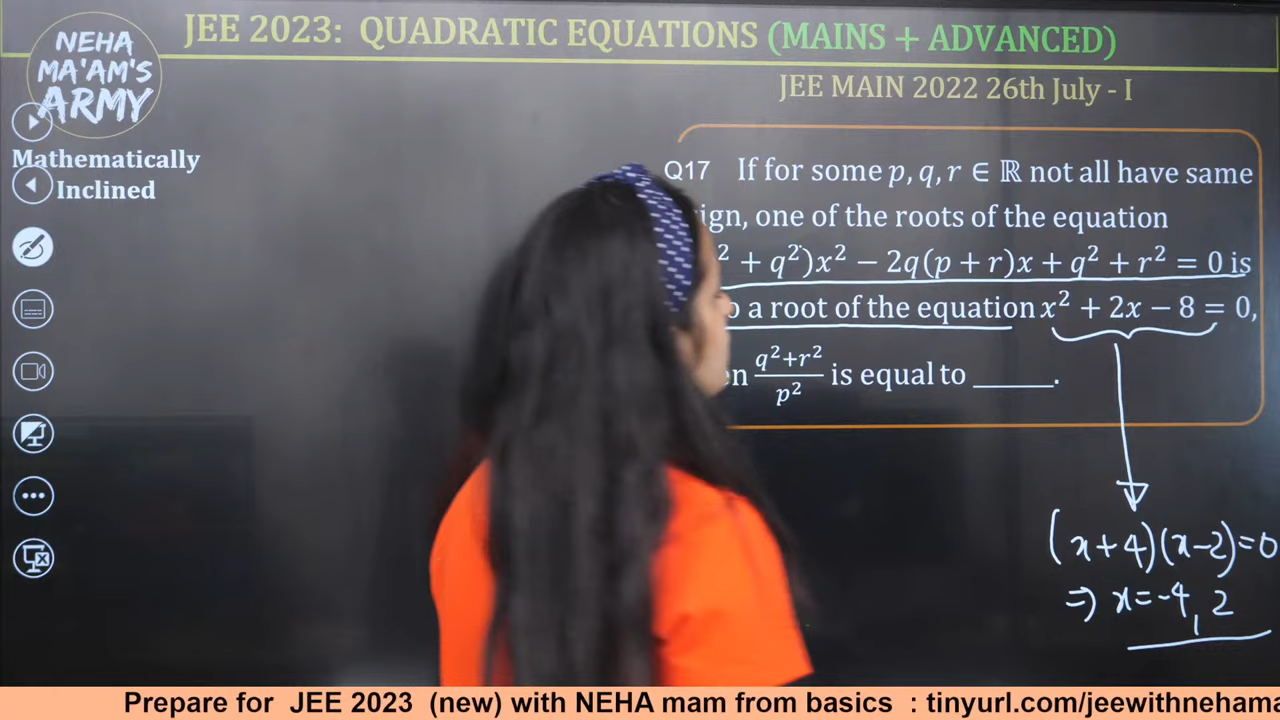 JEE 2023: QUADRATIC EQUATIONS (MAINS + ADVANCED)
NEHA
MA'AM'S
ARMY
Mathematically
Inclined
JEE MAIN 2022 26th July - I
Q17 If for some p, q, r ∈ ℝ not all have same
ign, one of the roots of the equation
² + q²)x² − 2q(p + r)x + q² + r² = 0 is
o a root of the equation x² + 2x − 8 = 0,
en (q²+r²)/p² is equal to _____.
(x+4)(x-2)=0
⇒ x=-4, 2
Prepare for JEE 2023 (new) with NEHA mam from basics : tinyurl.com/jeewithnehama